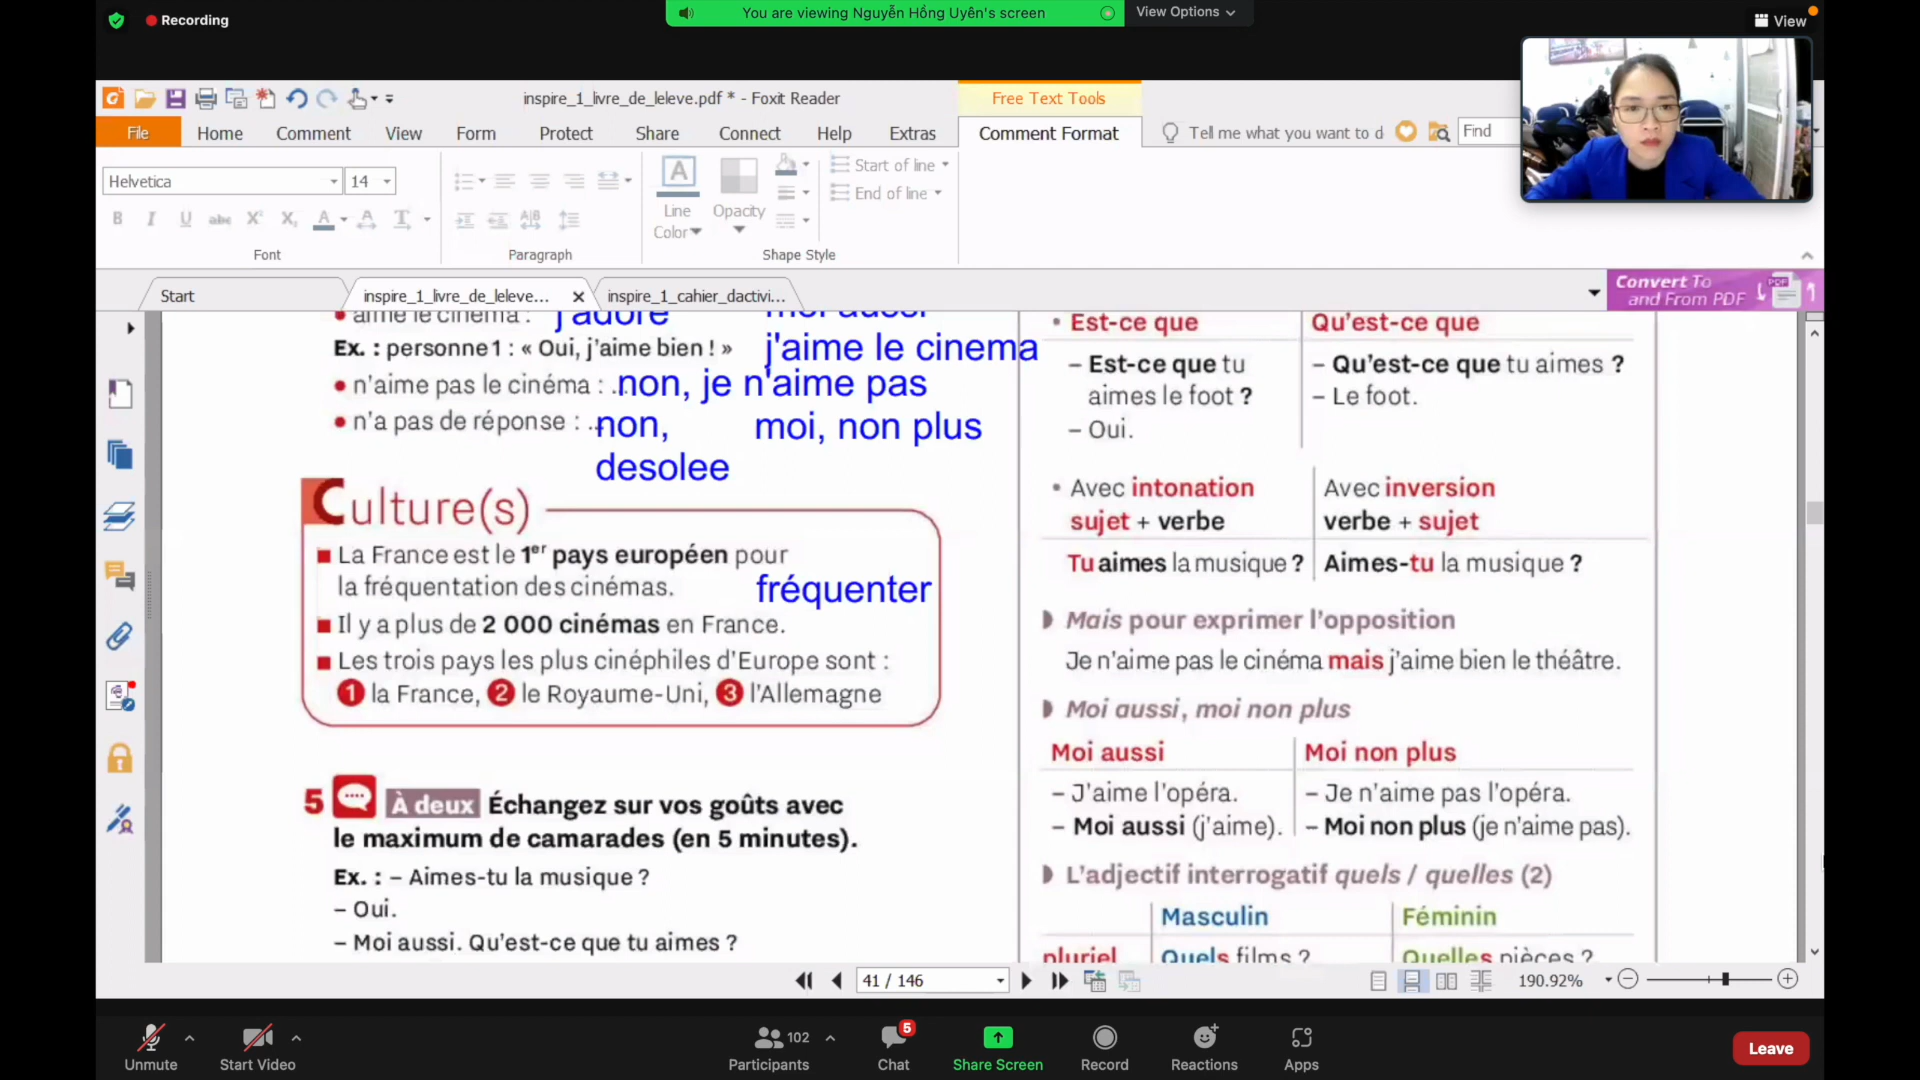 Recording
You are viewing Nguyễn Hồng Uyên's screen
View Options
View
inspire_1_livre_de_leleve.pdf * - Foxit Reader
Free Text Tools
File
Home
Comment
View
Form
Protect
Share
Connect
Help
Extras
Comment Format
Tell me what you want to d
Find
Helvetica
14
Line
Color
Opacity
Start of line
End of line
Font
Paragraph
Shape Style
Start
inspire_1_livre_de_leleve...
inspire_1_cahier_dactivi...
Convert To
and From PDF
aime le cinéma : j'adore moi aussi
Ex. : personne 1 : « Oui, j'aime bien ! » j'aime le cinema
n'aime pas le cinéma : ... non, je n'aime pas
n'a pas de réponse : ... non, moi, non plus
desolee
Culture(s)
La France est le 1er pays européen pour
la fréquentation des cinémas. fréquenter
Il y a plus de 2 000 cinémas en France.
Les trois pays les plus cinéphiles d'Europe sont :
1 la France, 2 le Royaume-Uni, 3 l'Allemagne
5 À deux Échangez sur vos goûts avec
le maximum de camarades (en 5 minutes).
Ex. : – Aimes-tu la musique ?
– Oui.
– Moi aussi. Qu'est-ce que tu aimes ?
• Est-ce que Qu'est-ce que
– Est-ce que tu – Qu'est-ce que tu aimes ?
aimes le foot ? – Le foot.
– Oui.
• Avec intonation Avec inversion
sujet + verbe verbe + sujet
Tu aimes la musique ? Aimes-tu la musique ?
Mais pour exprimer l'opposition
Je n'aime pas le cinéma mais j'aime bien le théâtre.
Moi aussi, moi non plus
Moi aussi Moi non plus
– J'aime l'opéra. – Je n'aime pas l'opéra.
– Moi aussi (j'aime). – Moi non plus (je n'aime pas).
L'adjectif interrogatif quels / quelles (2)
Masculin Féminin
pluriel Quels films ? Quelles pièces ?
41 / 146
190.92%
Unmute
Start Video
Participants
102
Chat
5
Share Screen
Record
Reactions
Apps
Leave